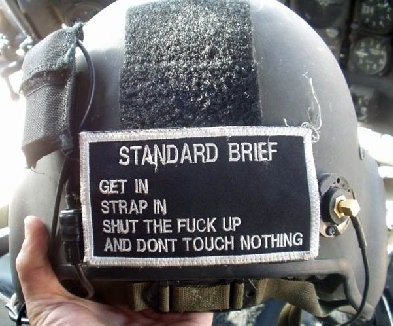 STANDARD BRIEF
GET IN
STRAP IN
SHUT THE FUCK UP
AND DONT TOUCH NOTHING